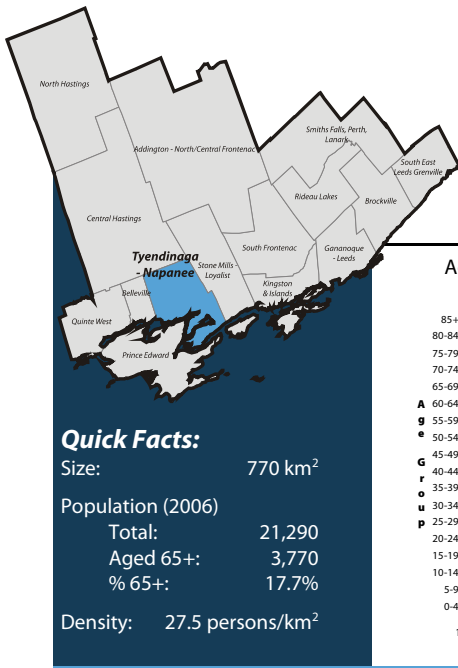 North Hastings
Addington - North/Central Frontenac
Smiths Falls, Perth,
Lanark
South East
Leeds Grenville
Rideau Lakes
Brockville
Central Hastings
South Frontenac
Gananoque
- Leeds
Tyendinaga
- Napanee
Stone Mills -
Loyalist
Kingston
& Islands
Belleville
Quinte West
Prince Edward
Quick Facts:
Size: 770 km²
Population (2006)
Total: 21,290
Aged 65+: 3,770
% 65+: 17.7%
Density: 27.5 persons/km²
A
Age Group
85+
80-84
75-79
70-74
65-69
60-64
55-59
50-54
45-49
40-44
35-39
30-34
25-29
20-24
15-19
10-14
5-9
0-4
1